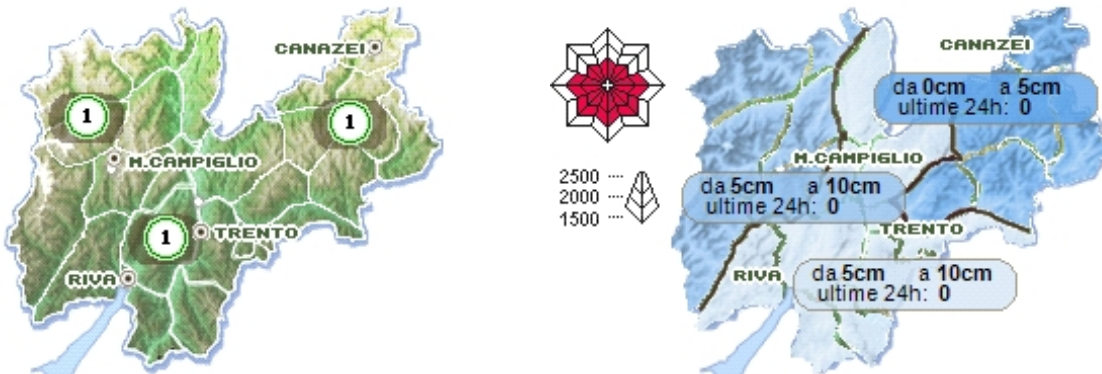 CANAZEI
1
1
M.CAMPIGLIO
1
TRENTO
RIVA
2500
2000
1500
CANAZEI
da 0cm a 5cm
ultime 24h: 0
M.CAMPIGLIO
da 5cm a 10cm
ultime 24h: 0
TRENTO
RIVA
da 5cm a 10cm
ultime 24h: 0